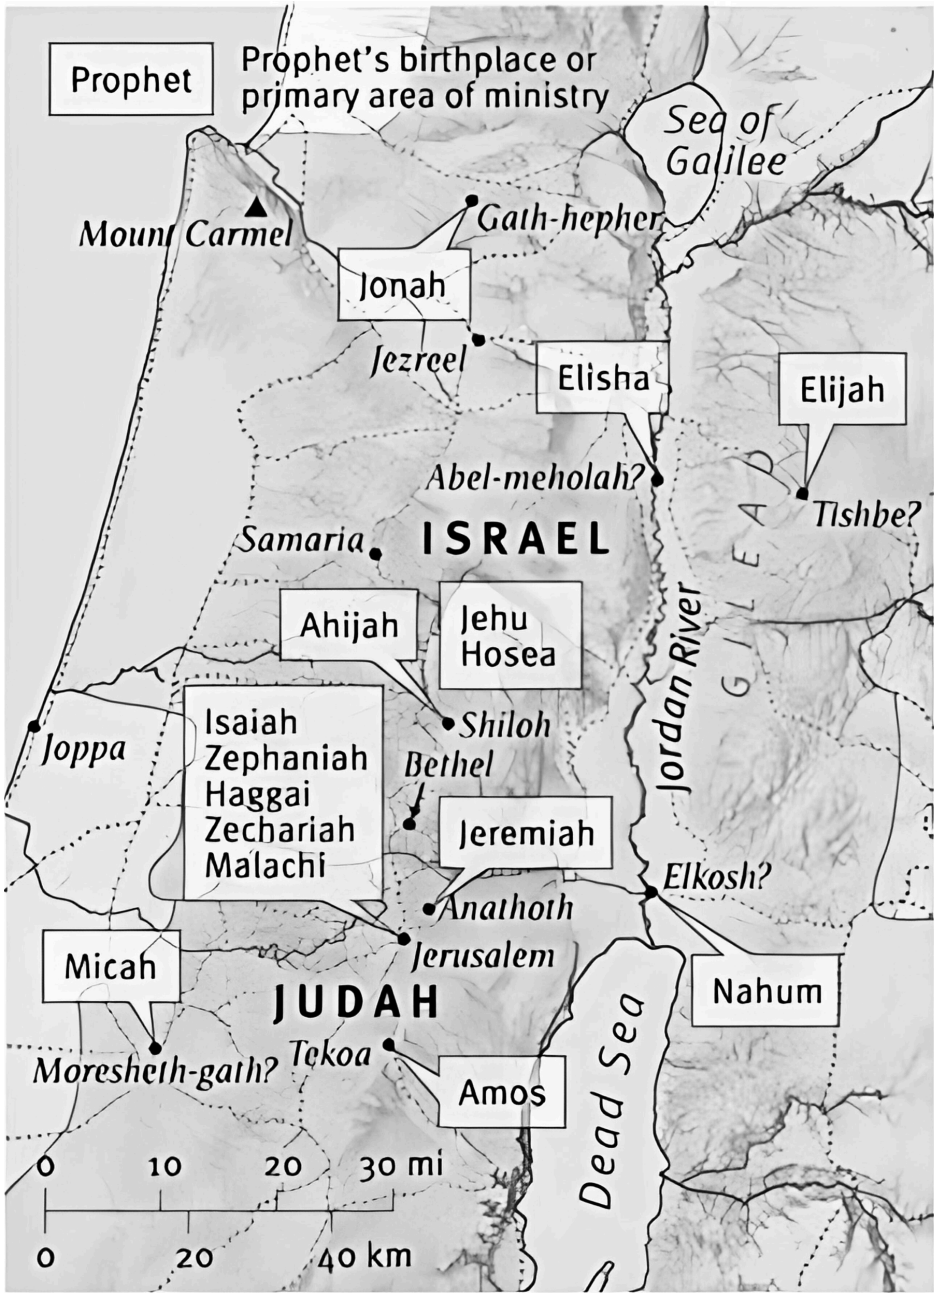 Prophet
Prophet's birthplace or
primary area of ministry
Sea of
Galilee
Mount Carmel
Gath-hepher
Jonah
Jezreel
Elisha
Elijah
Abel-meholah?
Tishbe?
GILEAD
Samaria
ISRAEL
Ahijah
Jehu
Hosea
Jordan River
Isaiah
Zephaniah
Haggai
Zechariah
Malachi
Shiloh
Joppa
Bethel
Jeremiah
Elkosh?
Anathoth
Jerusalem
Micah
Nahum
JUDAH
Dead Sea
Tekoa
Moresheth-gath?
Amos
0 10 20 30 mi
0 20 40 km